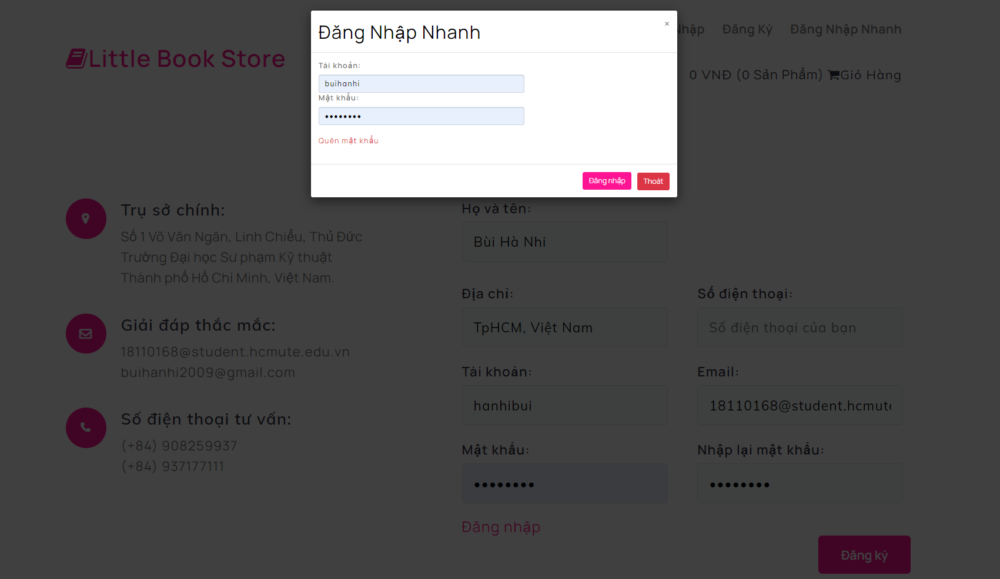 Đăng Nhập Nhanh
×
Nhập Đăng Ký Đăng Nhập Nhanh
Little Book Store
0 VNĐ (0 Sản Phẩm) Giỏ Hàng
Tài khoản:
buihanhi
Mật khẩu:
••••••••
Quên mật khẩu
Đăng nhập Thoát
Trụ sở chính:
Số 1 Võ Văn Ngân, Linh Chiểu, Thủ Đức
Trường Đại học Sư phạm Kỹ thuật
Thành phố Hồ Chí Minh, Việt Nam.
Giải đáp thắc mắc:
18110168@student.hcmute.edu.vn
buihanhi2009@gmail.com
Số điện thoại tư vấn:
(+84) 908259937
(+84) 937177111
Họ và tên:
Bùi Hà Nhi
Địa chỉ: Số điện thoại:
TpHCM, Việt Nam Số điện thoại của bạn
Tài khoản: Email:
hanhibui 18110168@student.hcmute
Mật khẩu: Nhập lại mật khẩu:
•••••••• ••••••••
Đăng nhập
Đăng ký